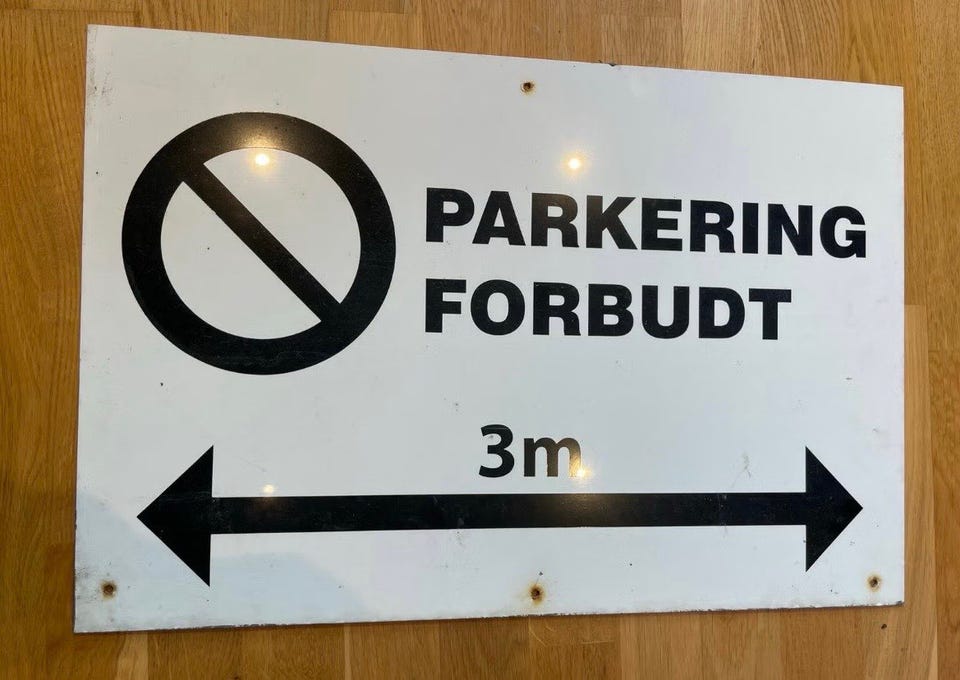 PARKERING
FORBUDT
3m